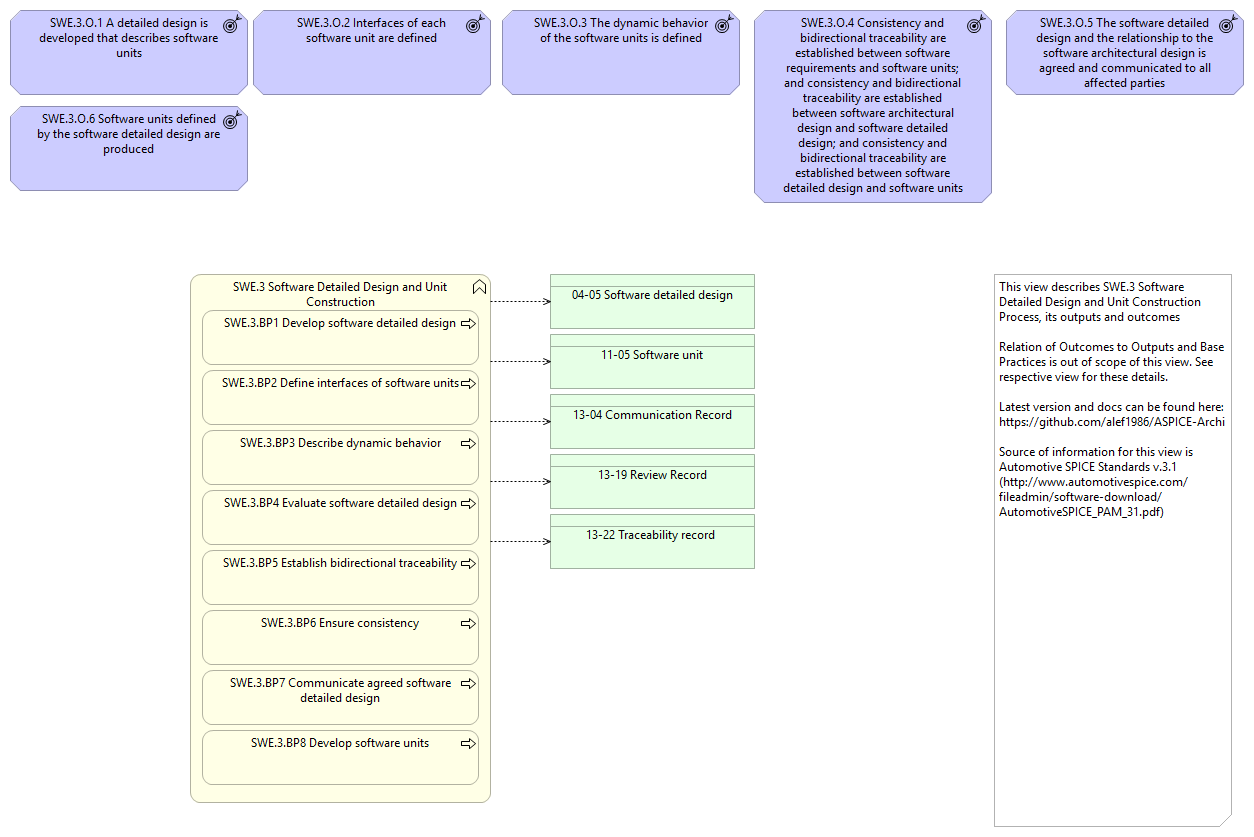 SWE.3.O.1 A detailed design is
developed that describes software
units
SWE.3.O.2 Interfaces of each
software unit are defined
SWE.3.O.3 The dynamic behavior
of the software units is defined
SWE.3.O.4 Consistency and
bidirectional traceability are
established between software
requirements and software units;
and consistency and bidirectional
traceability are established
between software architectural
design and software detailed
design; and consistency and
bidirectional traceability are
established between software
detailed design and software units
SWE.3.O.5 The software detailed
design and the relationship to the
software architectural design is
agreed and communicated to all
affected parties
SWE.3.O.6 Software units defined
by the software detailed design are
produced
SWE.3 Software Detailed Design and Unit
Construction
SWE.3.BP1 Develop software detailed design
SWE.3.BP2 Define interfaces of software units
SWE.3.BP3 Describe dynamic behavior
SWE.3.BP4 Evaluate software detailed design
SWE.3.BP5 Establish bidirectional traceability
SWE.3.BP6 Ensure consistency
SWE.3.BP7 Communicate agreed software
detailed design
SWE.3.BP8 Develop software units
04-05 Software detailed design
11-05 Software unit
13-04 Communication Record
13-19 Review Record
13-22 Traceability record
This view describes SWE.3 Software
Detailed Design and Unit Construction
Process, its outputs and outcomes
Relation of Outcomes to Outputs and Base
Practices is out of scope of this view. See
respective view for these details.
Latest version and docs can be found here:
https://github.com/alef1986/ASPICE-Archi
Source of information for this view is
Automotive SPICE Standards v.3.1
(http://www.automotivespice.com/
fileadmin/software-download/
AutomotiveSPICE_PAM_31.pdf)